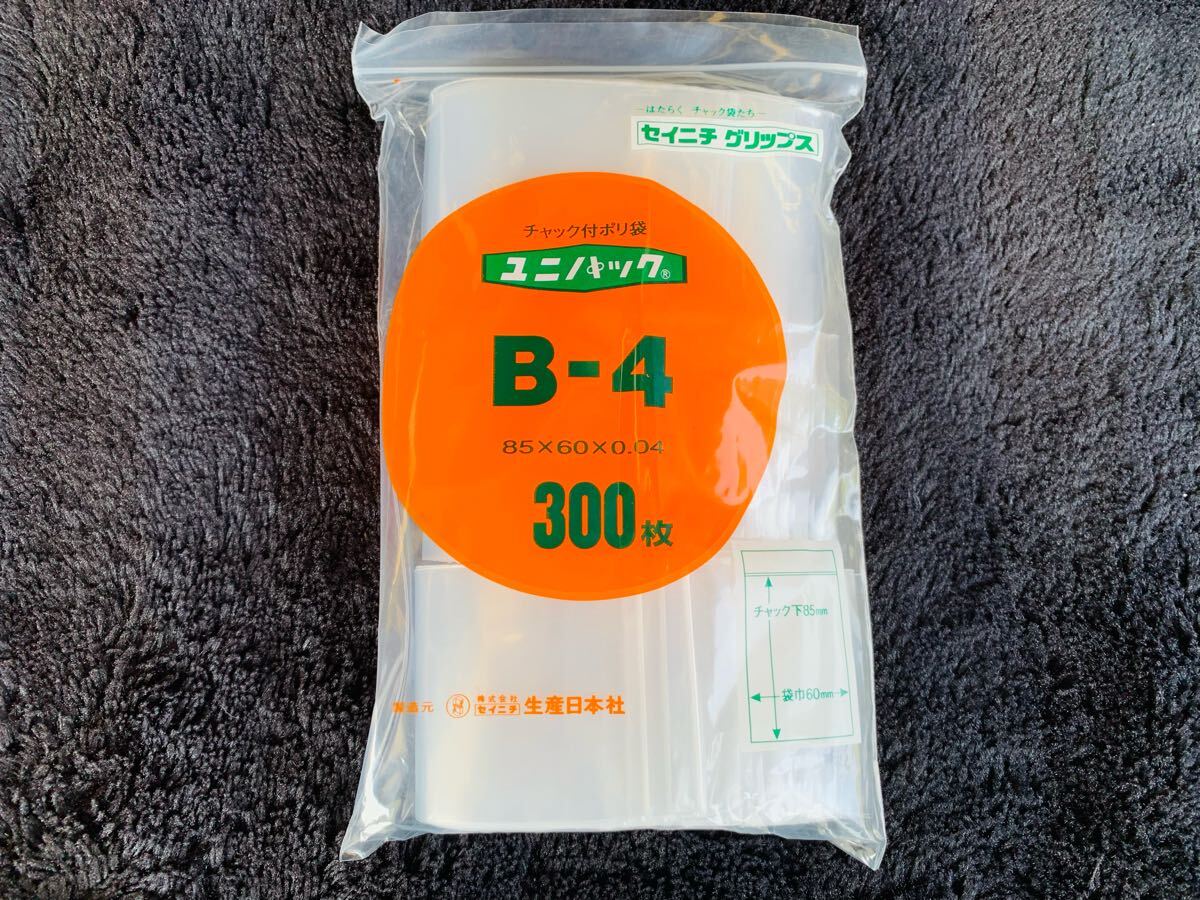 ―はたらく チャック袋たち―
セイニチ グリップス
チャック付ポリ袋
ユニパック®
B-4
85×60×0.04
300枚
チャック下85mm
袋巾60mm
製造元 株式会社 セイニチ 生産日本社